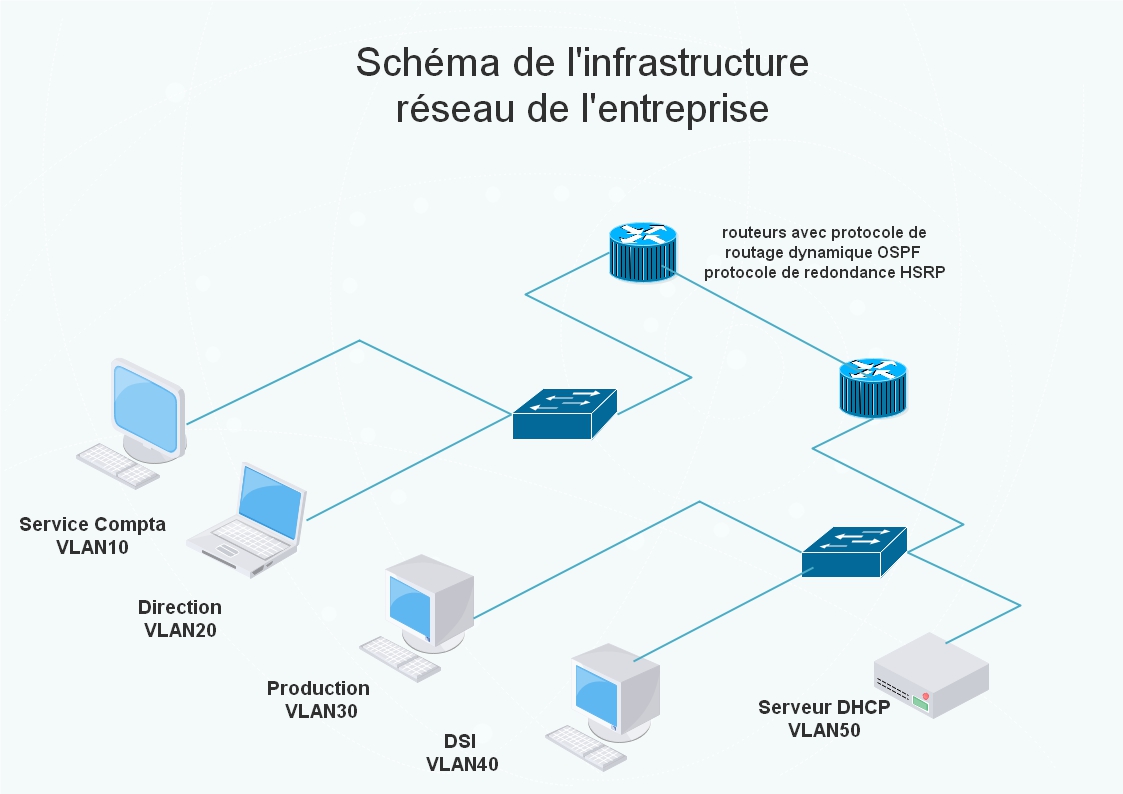 Schéma de l'infrastructure
réseau de l'entreprise
routeurs avec protocole de
routage dynamique OSPF
protocole de redondance HSRP
Service Compta
VLAN10
Direction
VLAN20
Production
VLAN30
DSI
VLAN40
Serveur DHCP
VLAN50